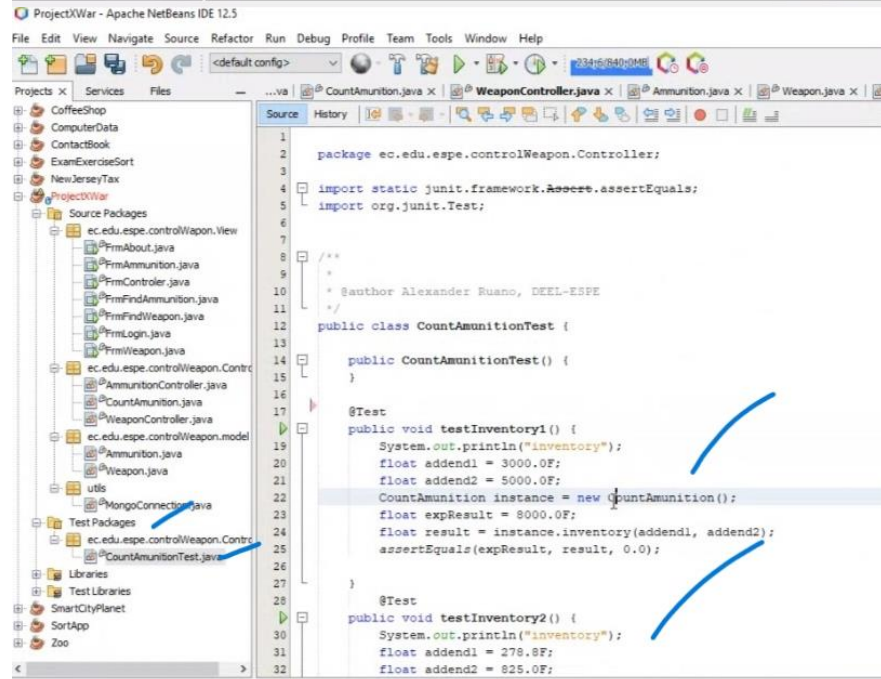 ProjectXWar - Apache NetBeans IDE 12.5
File Edit View Navigate Source Refactor Run Debug Profile Team Tools Window Help
<default config>
Projects Services Files
...va CountAmunition.java WeaponController.java Ammunition.java Weapon.java
Source History
CoffeeShop
ComputerData
ContactBook
ExamExerciseSort
NewJerseyTax
ProjectXWar
Source Packages
ec.edu.espe.controlWapon.View
FrmAbout.java
FrmAmmunition.java
FrmControler.java
FrmFindAmmunition.java
FrmFindWeapon.java
FrmLogin.java
FrmWeapon.java
ec.edu.espe.controlWeapon.Contro
AmmunitionController.java
CountAmunition.java
WeaponController.java
ec.edu.espe.controlWeapon.model
Ammunition.java
Weapon.java
utils
MongoConnection.java
Test Packages
ec.edu.espe.controlWeapon.Contro
CountAmunitionTest.java
Libraries
Test Libraries
SmartCityPlanet
SortApp
Zoo
1
2 package ec.edu.espe.controlWeapon.Controller;
3
4 import static junit.framework.Assert.assertEquals;
5 import org.junit.Test;
6
7
8 /**
9 *
10 * @author Alexander Ruano, DEEL-ESPE
11 */
12 public class CountAmunitionTest {
13
14 public CountAmunitionTest() {
15 }
16
17 @Test
public void testInventory1() {
19 System.out.println("inventory");
20 float addend1 = 3000.0F;
21 float addend2 = 5000.0F;
22 CountAmunition instance = new CountAmunition();
23 float expResult = 8000.0F;
24 float result = instance.inventory(addend1, addend2);
25 assertEquals(expResult, result, 0.0);
26
27 }
28 @Test
public void testInventory2() {
30 System.out.println("inventory");
31 float addend1 = 278.8F;
32 float addend2 = 825.0F;